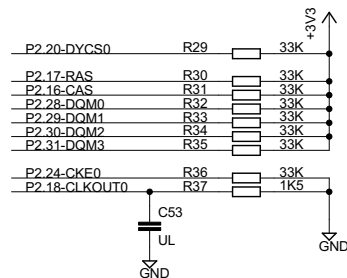 +3V3
P2.20-DYCS0 R29 33K
P2.17-RAS R30 33K
P2.16-CAS R31 33K
P2.28-DQM0 R32 33K
P2.29-DQM1 R33 33K
P2.30-DQM2 R34 33K
P2.31-DQM3 R35 33K
P2.24-CKE0 R36 33K
P2.18-CLKOUT0 R37 1K5
C53
UL
GND
GND